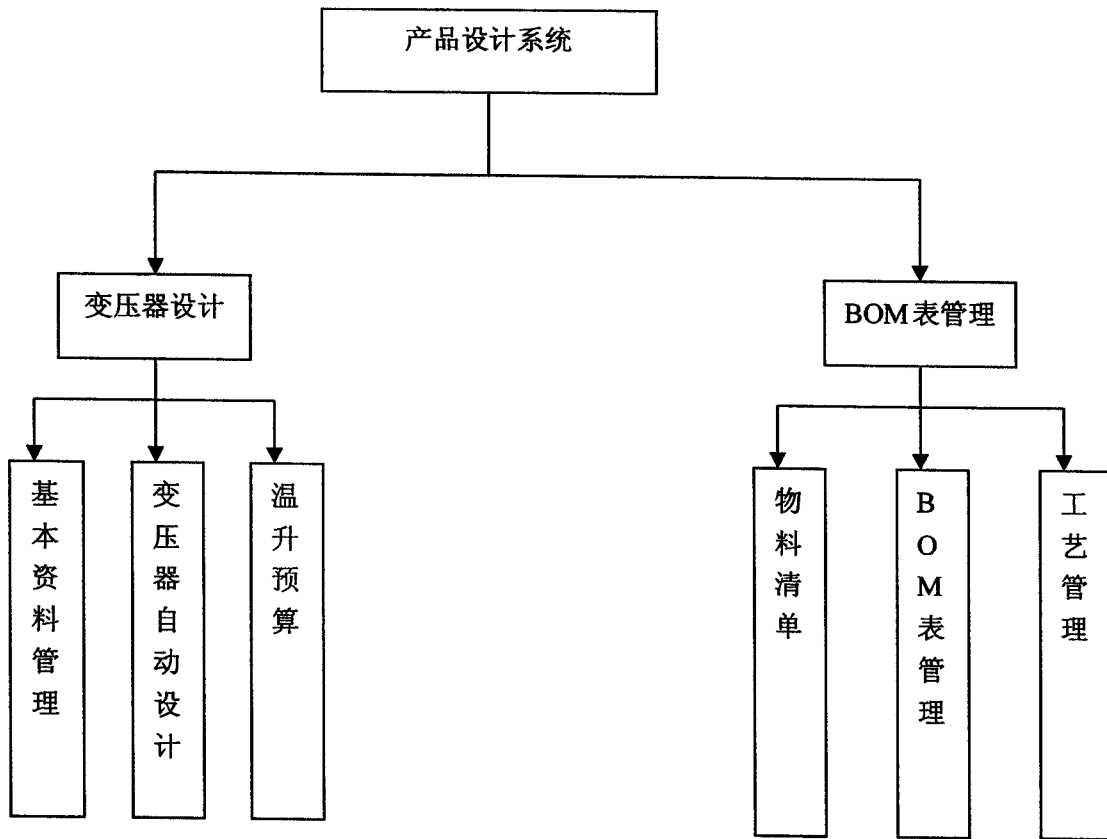 产品设计系统
变压器设计
BOM表管理
基本资料管理
变压器自动设计
温升预算
物料清单
BOM表管理
工艺管理